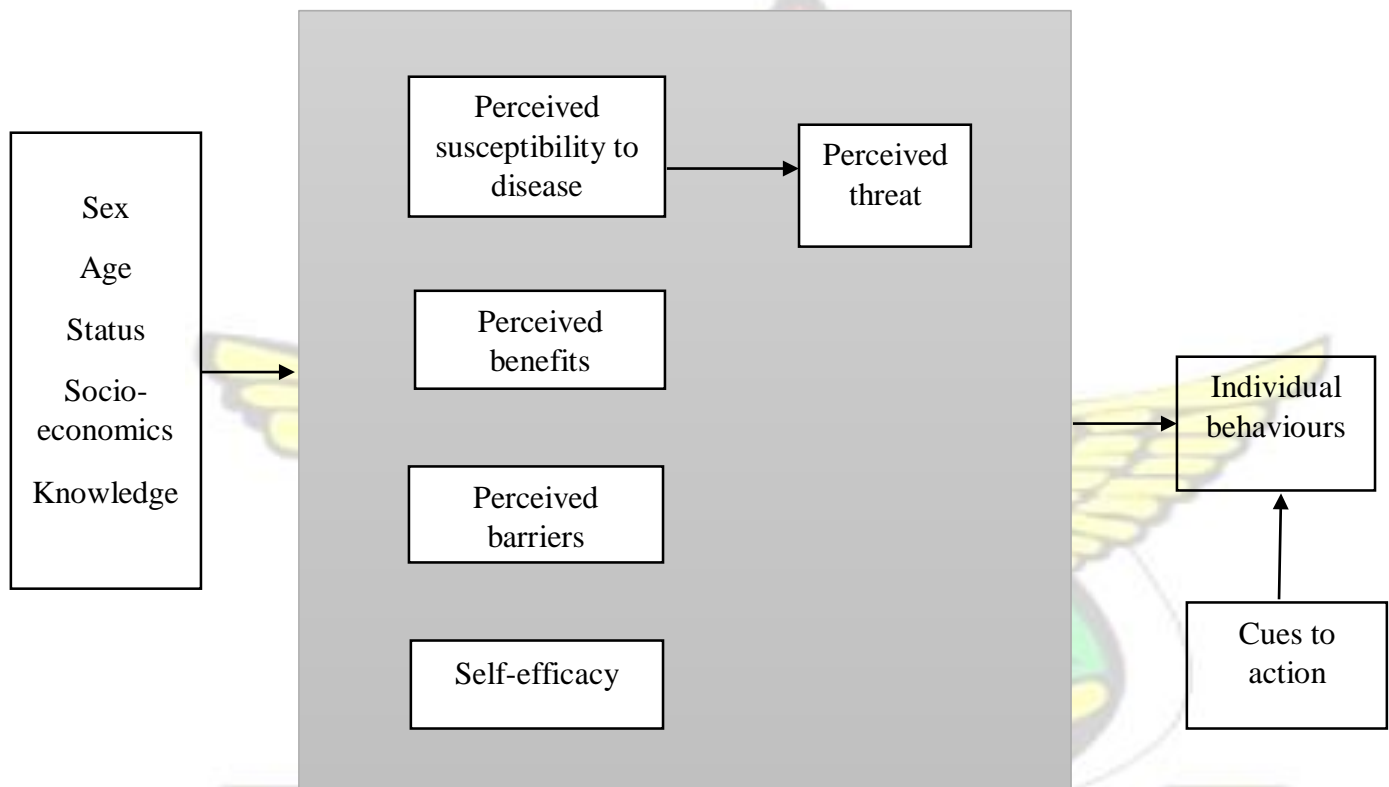 Sex
Age
Status
Socio-
economics
Knowledge
Perceived
susceptibility to
disease
Perceived
threat
Perceived
benefits
Perceived
barriers
Self-efficacy
Individual
behaviours
Cues to
action